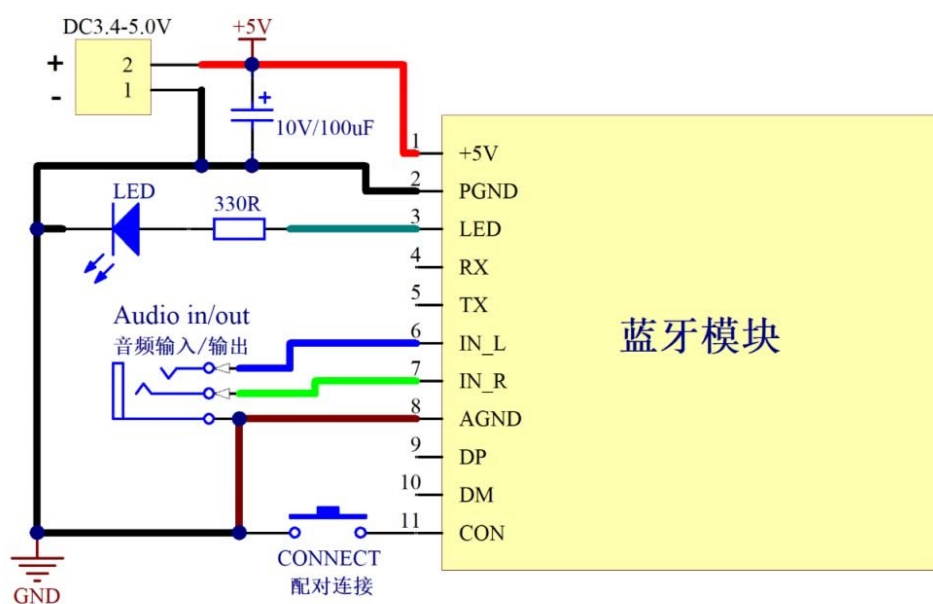 DC3.4-5.0V
+5V
+
2
-
1
+
10V/100uF
1
+5V
2
PGND
LED
330R
3
LED
4
RX
5
TX
Audio in/out
音频输入/输出
6
IN_L
蓝牙模块
7
IN_R
8
AGND
9
DP
10
DM
11
CON
CONNECT
配对连接
GND